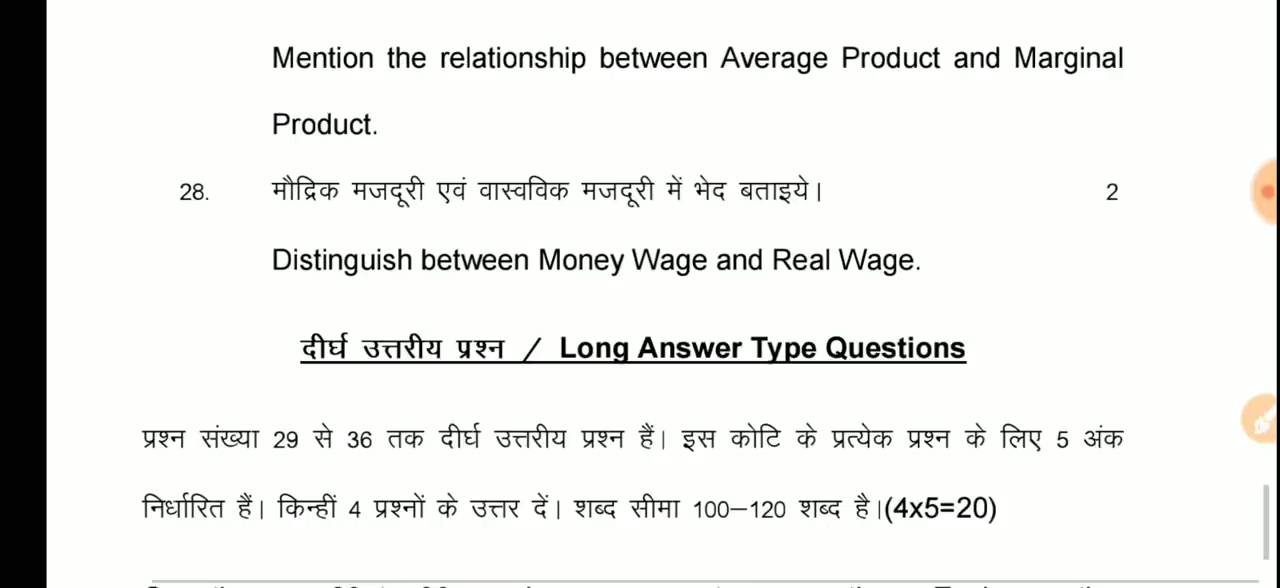 Mention the relationship between Average Product and Marginal
Product.
28. मौद्रिक मजदूरी एवं वास्वविक मजदूरी में भेद बताइये। 2
Distinguish between Money Wage and Real Wage.
दीर्घ उत्तरीय प्रश्न / Long Answer Type Questions
प्रश्न संख्या 29 से 36 तक दीर्घ उत्तरीय प्रश्न हैं। इस कोटि के प्रत्येक प्रश्न के लिए 5 अंक
निर्धारित हैं। किन्हीं 4 प्रश्नों के उत्तर दें। शब्द सीमा 100–120 शब्द है।(4x5=20)